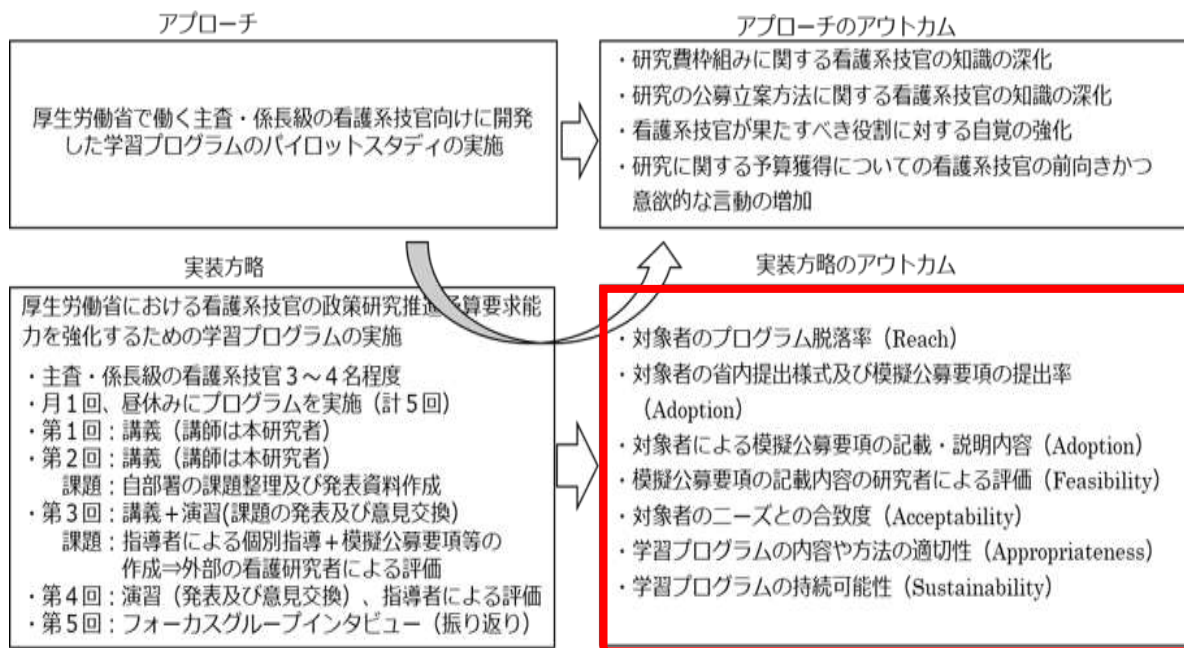 アプローチ
厚生労働省で働く主査・係長級の看護系技官向けに開発
した学習プログラムのパイロットスタディの実施
アプローチのアウトカム
・研究費枠組みに関する看護系技官の知識の深化
・研究の公募立案方法に関する看護系技官の知識の深化
・看護系技官が果たすべき役割に対する自覚の強化
・研究に関する予算獲得についての看護系技官の前向きかつ
意欲的な言動の増加
実装方略
厚生労働省における看護系技官の政策研究推進予算要求能
力を強化するための学習プログラムの実施
・主査・係長級の看護系技官3～4名程度
・月1回、昼休みにプログラムを実施（計5回）
・第1回：講義（講師は本研究者）
・第2回：講義（講師は本研究者）
課題：自部署の課題整理及び発表資料作成
・第3回：講義＋演習(課題の発表及び意見交換)
課題：指導者による個別指導＋模擬公募要項等の
作成⇒外部の看護研究者による評価
・第4回：演習（発表及び意見交換）、指導者による評価
・第5回：フォーカスグループインタビュー（振り返り）
実装方略のアウトカム
・対象者のプログラム脱落率（Reach）
・対象者の省内提出様式及び模擬公募要項の提出率
（Adoption）
・対象者による模擬公募要項の記載・説明内容（Adoption）
・模擬公募要項の記載内容の研究者による評価（Feasibility）
・対象者のニーズとの合致度（Acceptability）
・学習プログラムの内容や方法の適切性（Appropriateness）
・学習プログラムの持続可能性（Sustainability）